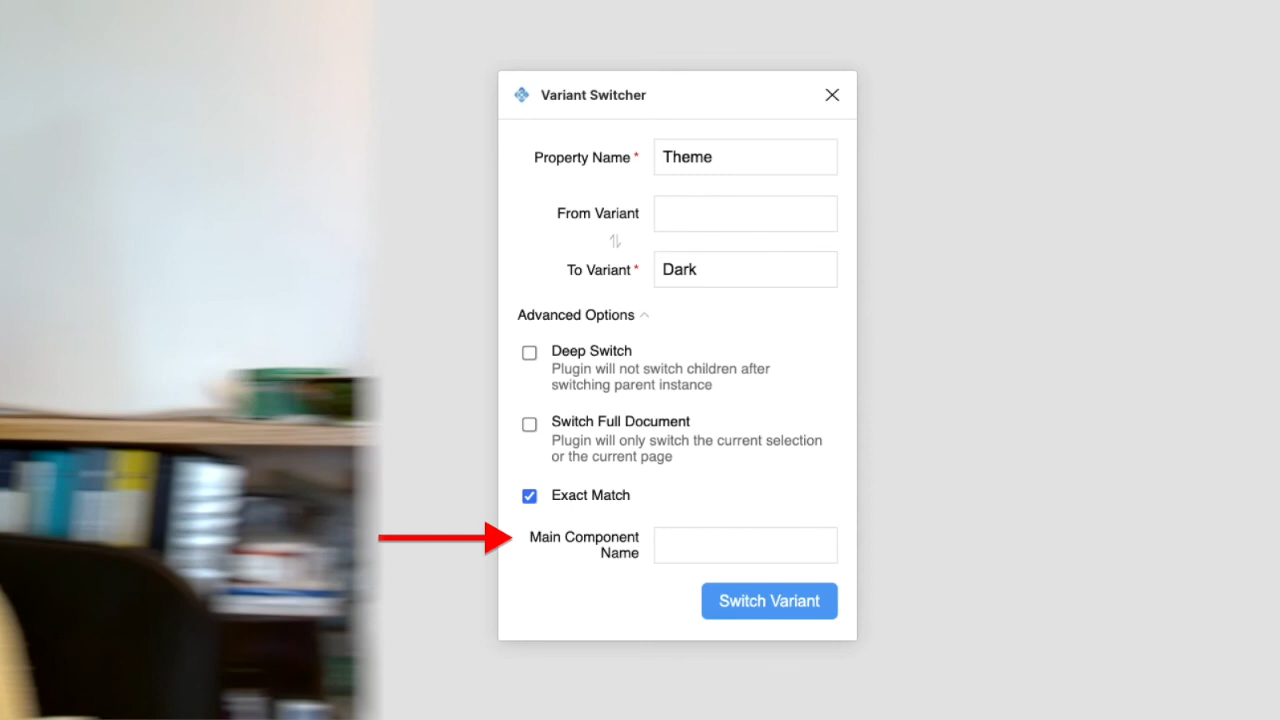 Variant Switcher
Property Name * Theme
From Variant
To Variant * Dark
Advanced Options
Deep Switch
Plugin will not switch children after
switching parent instance
Switch Full Document
Plugin will only switch the current selection
or the current page
Exact Match
Main Component
Name
Switch Variant